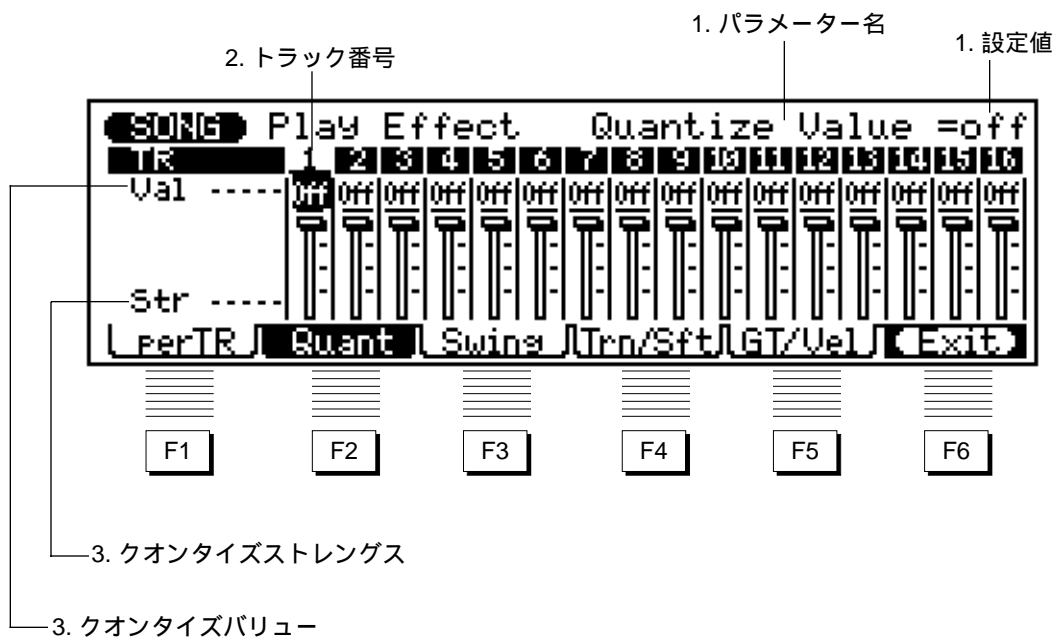 1. パラメーター名
1. 設定値
2. トラック番号
SONG Play Effect Quantize Value =off
TR 1 2 3 4 5 6 7 8 9 10 11 12 13 14 15 16
Val ----- Off Off Off Off Off Off Off Off Off Off Off Off Off Off Off Off
Str -----
perTR Quant Swing Trn/Sft GT/Vel Exit
F1 F2 F3 F4 F5 F6
3. クオンタイズストレングス
3. クオンタイズバリュー